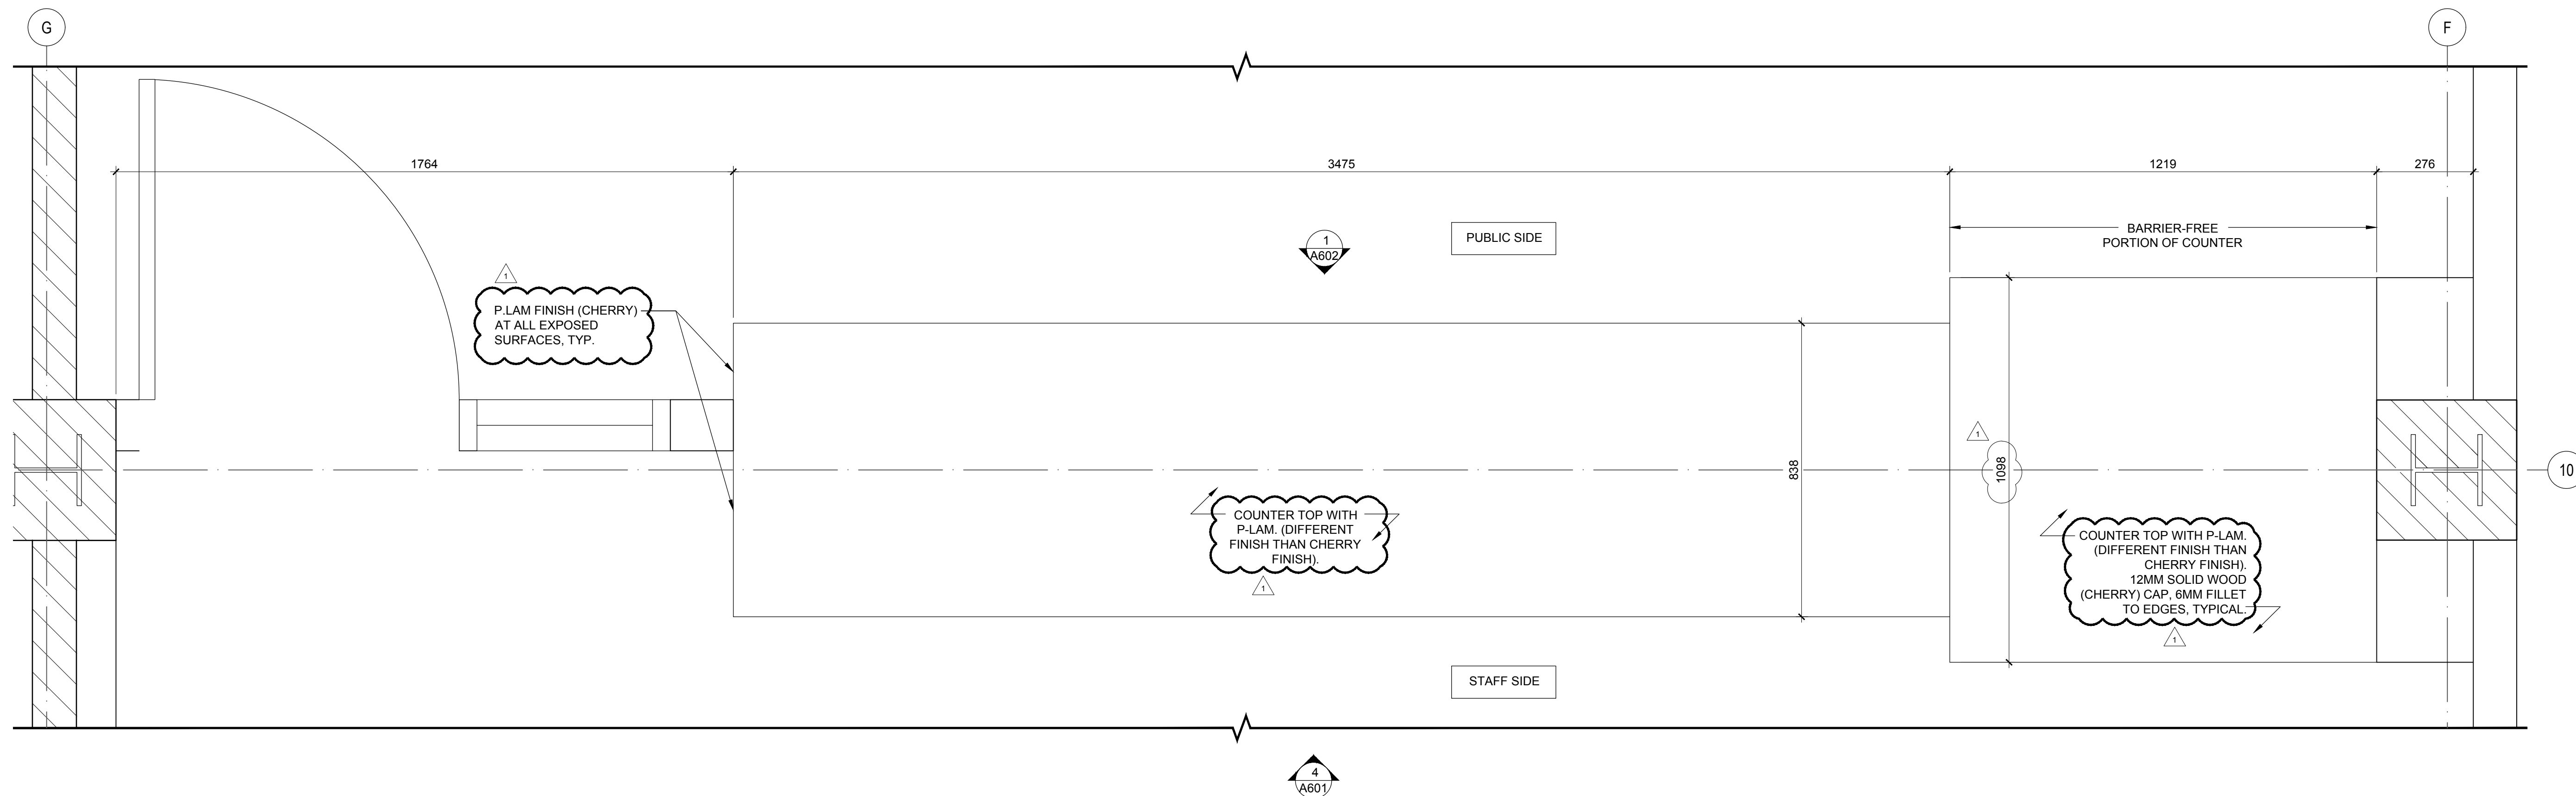 G
F
1764
3475
1219
276
PUBLIC SIDE
1
A602
BARRIER-FREE
PORTION OF COUNTER
1
P.LAM FINISH (CHERRY)
AT ALL EXPOSED
SURFACES, TYP.
838
1
1098
10
COUNTER TOP WITH
P-LAM. (DIFFERENT
FINISH THAN CHERRY
FINISH).
1
COUNTER TOP WITH P-LAM.
(DIFFERENT FINISH THAN
CHERRY FINISH).
12MM SOLID WOOD
(CHERRY) CAP, 6MM FILLET
TO EDGES, TYPICAL.
1
STAFF SIDE
4
A601